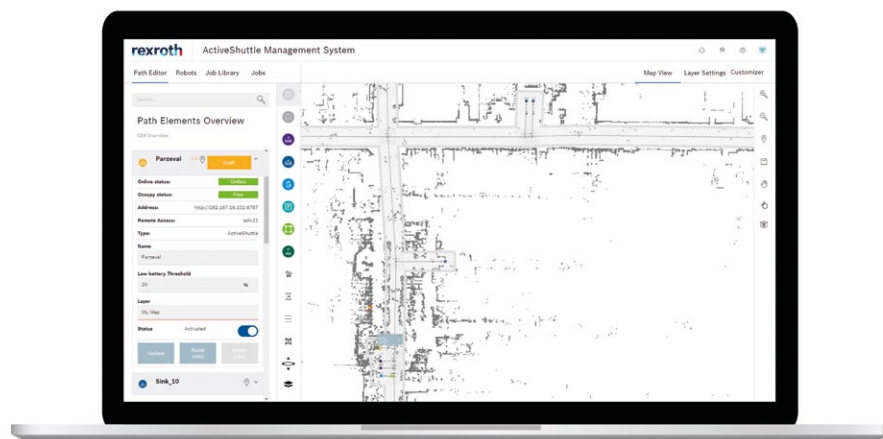 rexroth ActiveShuttle Management System
Path Editor Robots Job Library Jobs Map View Layer Settings Customizer
Search...
Path Elements Overview
Parzeval Draft
Online status: Online
Occupy status: Free
Address:
Remote Access:
Type: ActiveShuttle
Name
Parzeval
Low battery Threshold
%
Layer
My Map
Status Activated
Update Reset
Sink_10